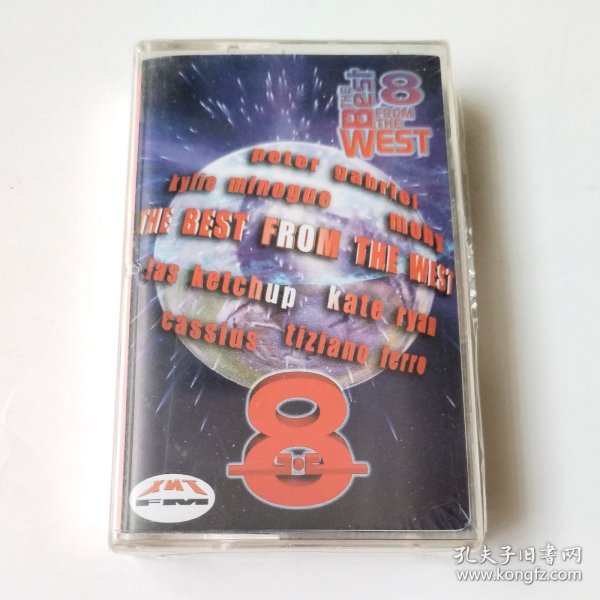 THE Best 8
FROM THE
WEST
peter gabriel
kylie minogue moby
THE BEST FROM THE WEST
las ketchup kate ryan
cassius tiziano ferro
8
ХИТ
FM
孔夫子旧书网
www.kongfz.com